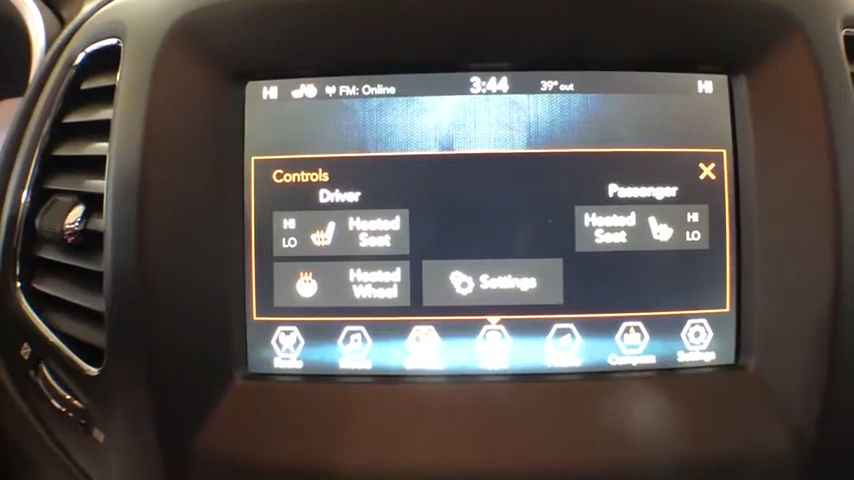 HI FM: Online 3:44 39° out HI
Controls
Driver
Passenger
HI
LO
Heated
Seat
Heated
Seat
HI
LO
Heated
Wheel
Settings
Compass
Settings